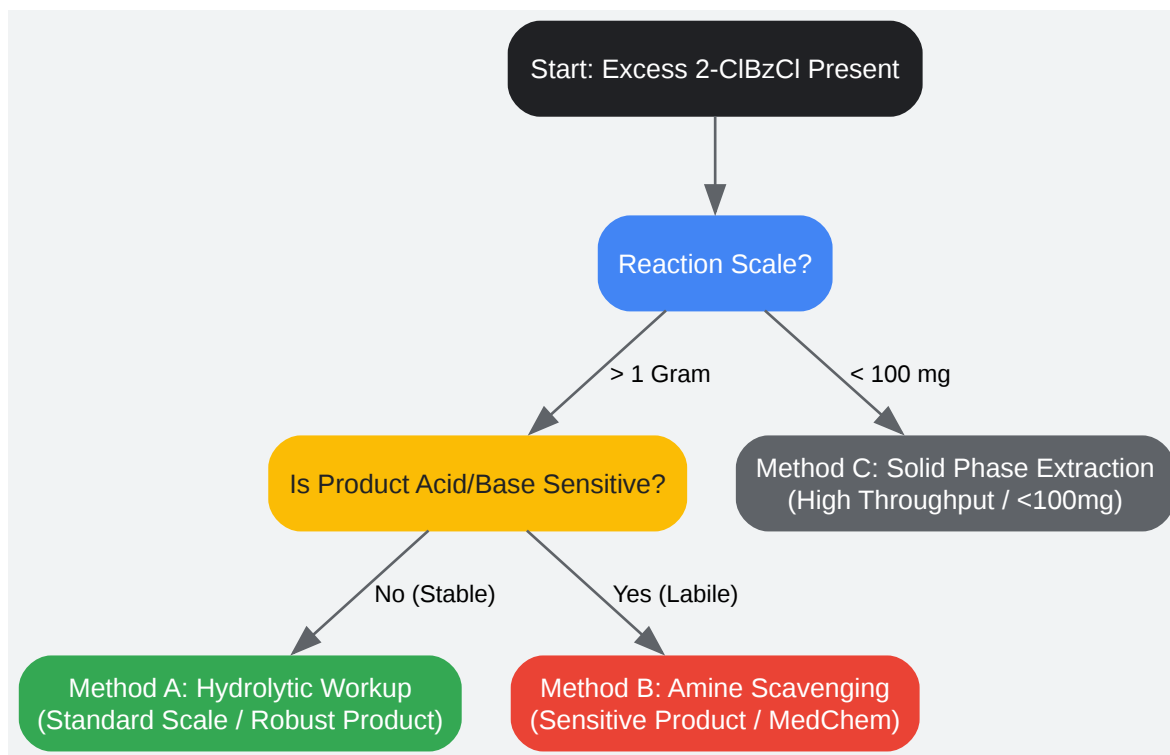 Start: Excess 2-ClBzCl Present
Reaction Scale?
> 1 Gram
< 100 mg
Is Product Acid/Base Sensitive?
Method C: Solid Phase Extraction
(High Throughput / <100mg)
No (Stable)
Yes (Labile)
Method A: Hydrolytic Workup
(Standard Scale / Robust Product)
Method B: Amine Scavenging
(Sensitive Product / MedChem)